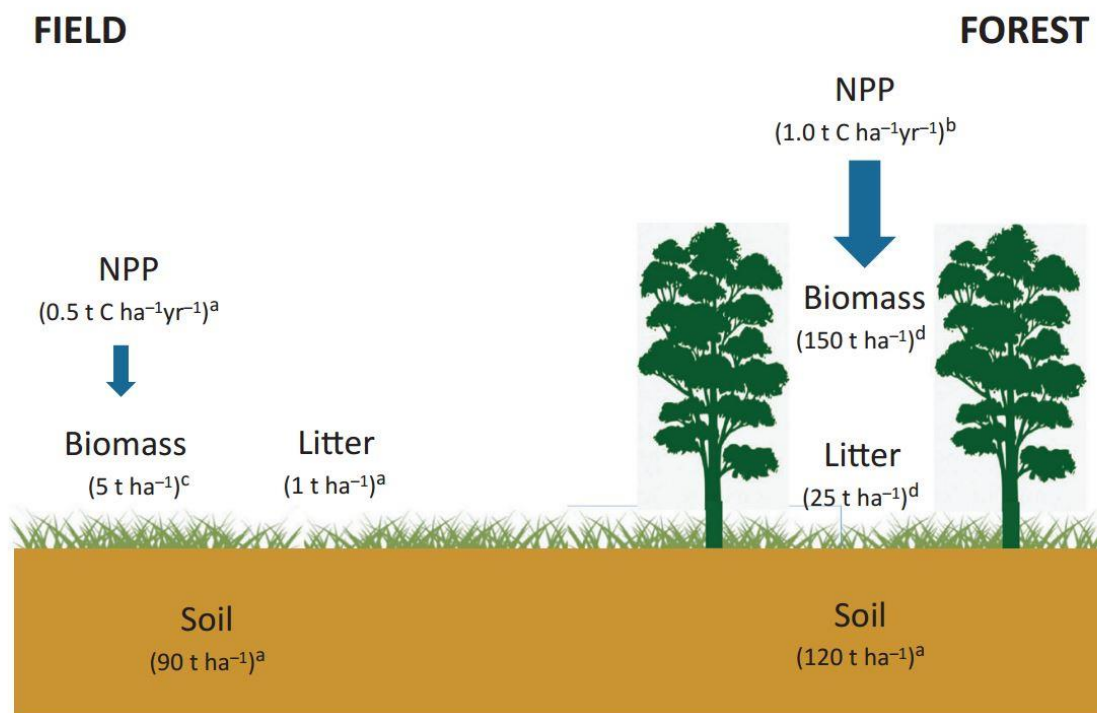 FIELD
FOREST
NPP
(1.0 t C ha⁻¹yr⁻¹)ᵇ
NPP
(0.5 t C ha⁻¹yr⁻¹)ᵃ
Biomass
(150 t ha⁻¹)ᵈ
Biomass
(5 t ha⁻¹)ᶜ
Litter
(1 t ha⁻¹)ᵃ
Litter
(25 t ha⁻¹)ᵈ
Soil
(90 t ha⁻¹)ᵃ
Soil
(120 t ha⁻¹)ᵃ